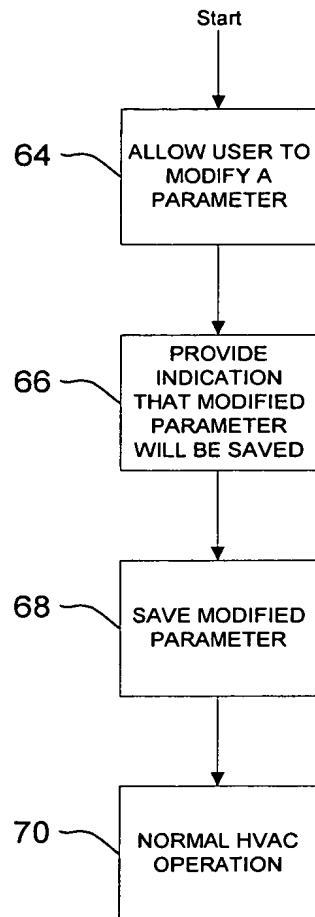 Start
64
ALLOW USER TO
MODIFY A
PARAMETER
66
PROVIDE
INDICATION
THAT MODIFIED
PARAMETER
WILL BE SAVED
68
SAVE MODIFIED
PARAMETER
70
NORMAL HVAC
OPERATION